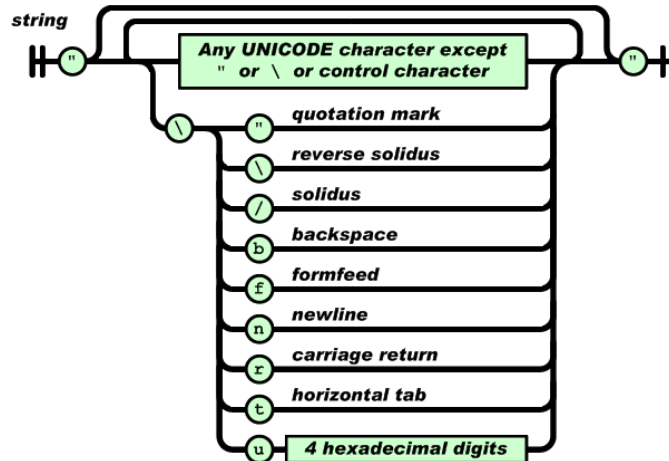 string
" Any UNICODE character except "
" or \ or control character
\ " quotation mark
\ reverse solidus
/ solidus
b backspace
f formfeed
n newline
r carriage return
t horizontal tab
u 4 hexadecimal digits